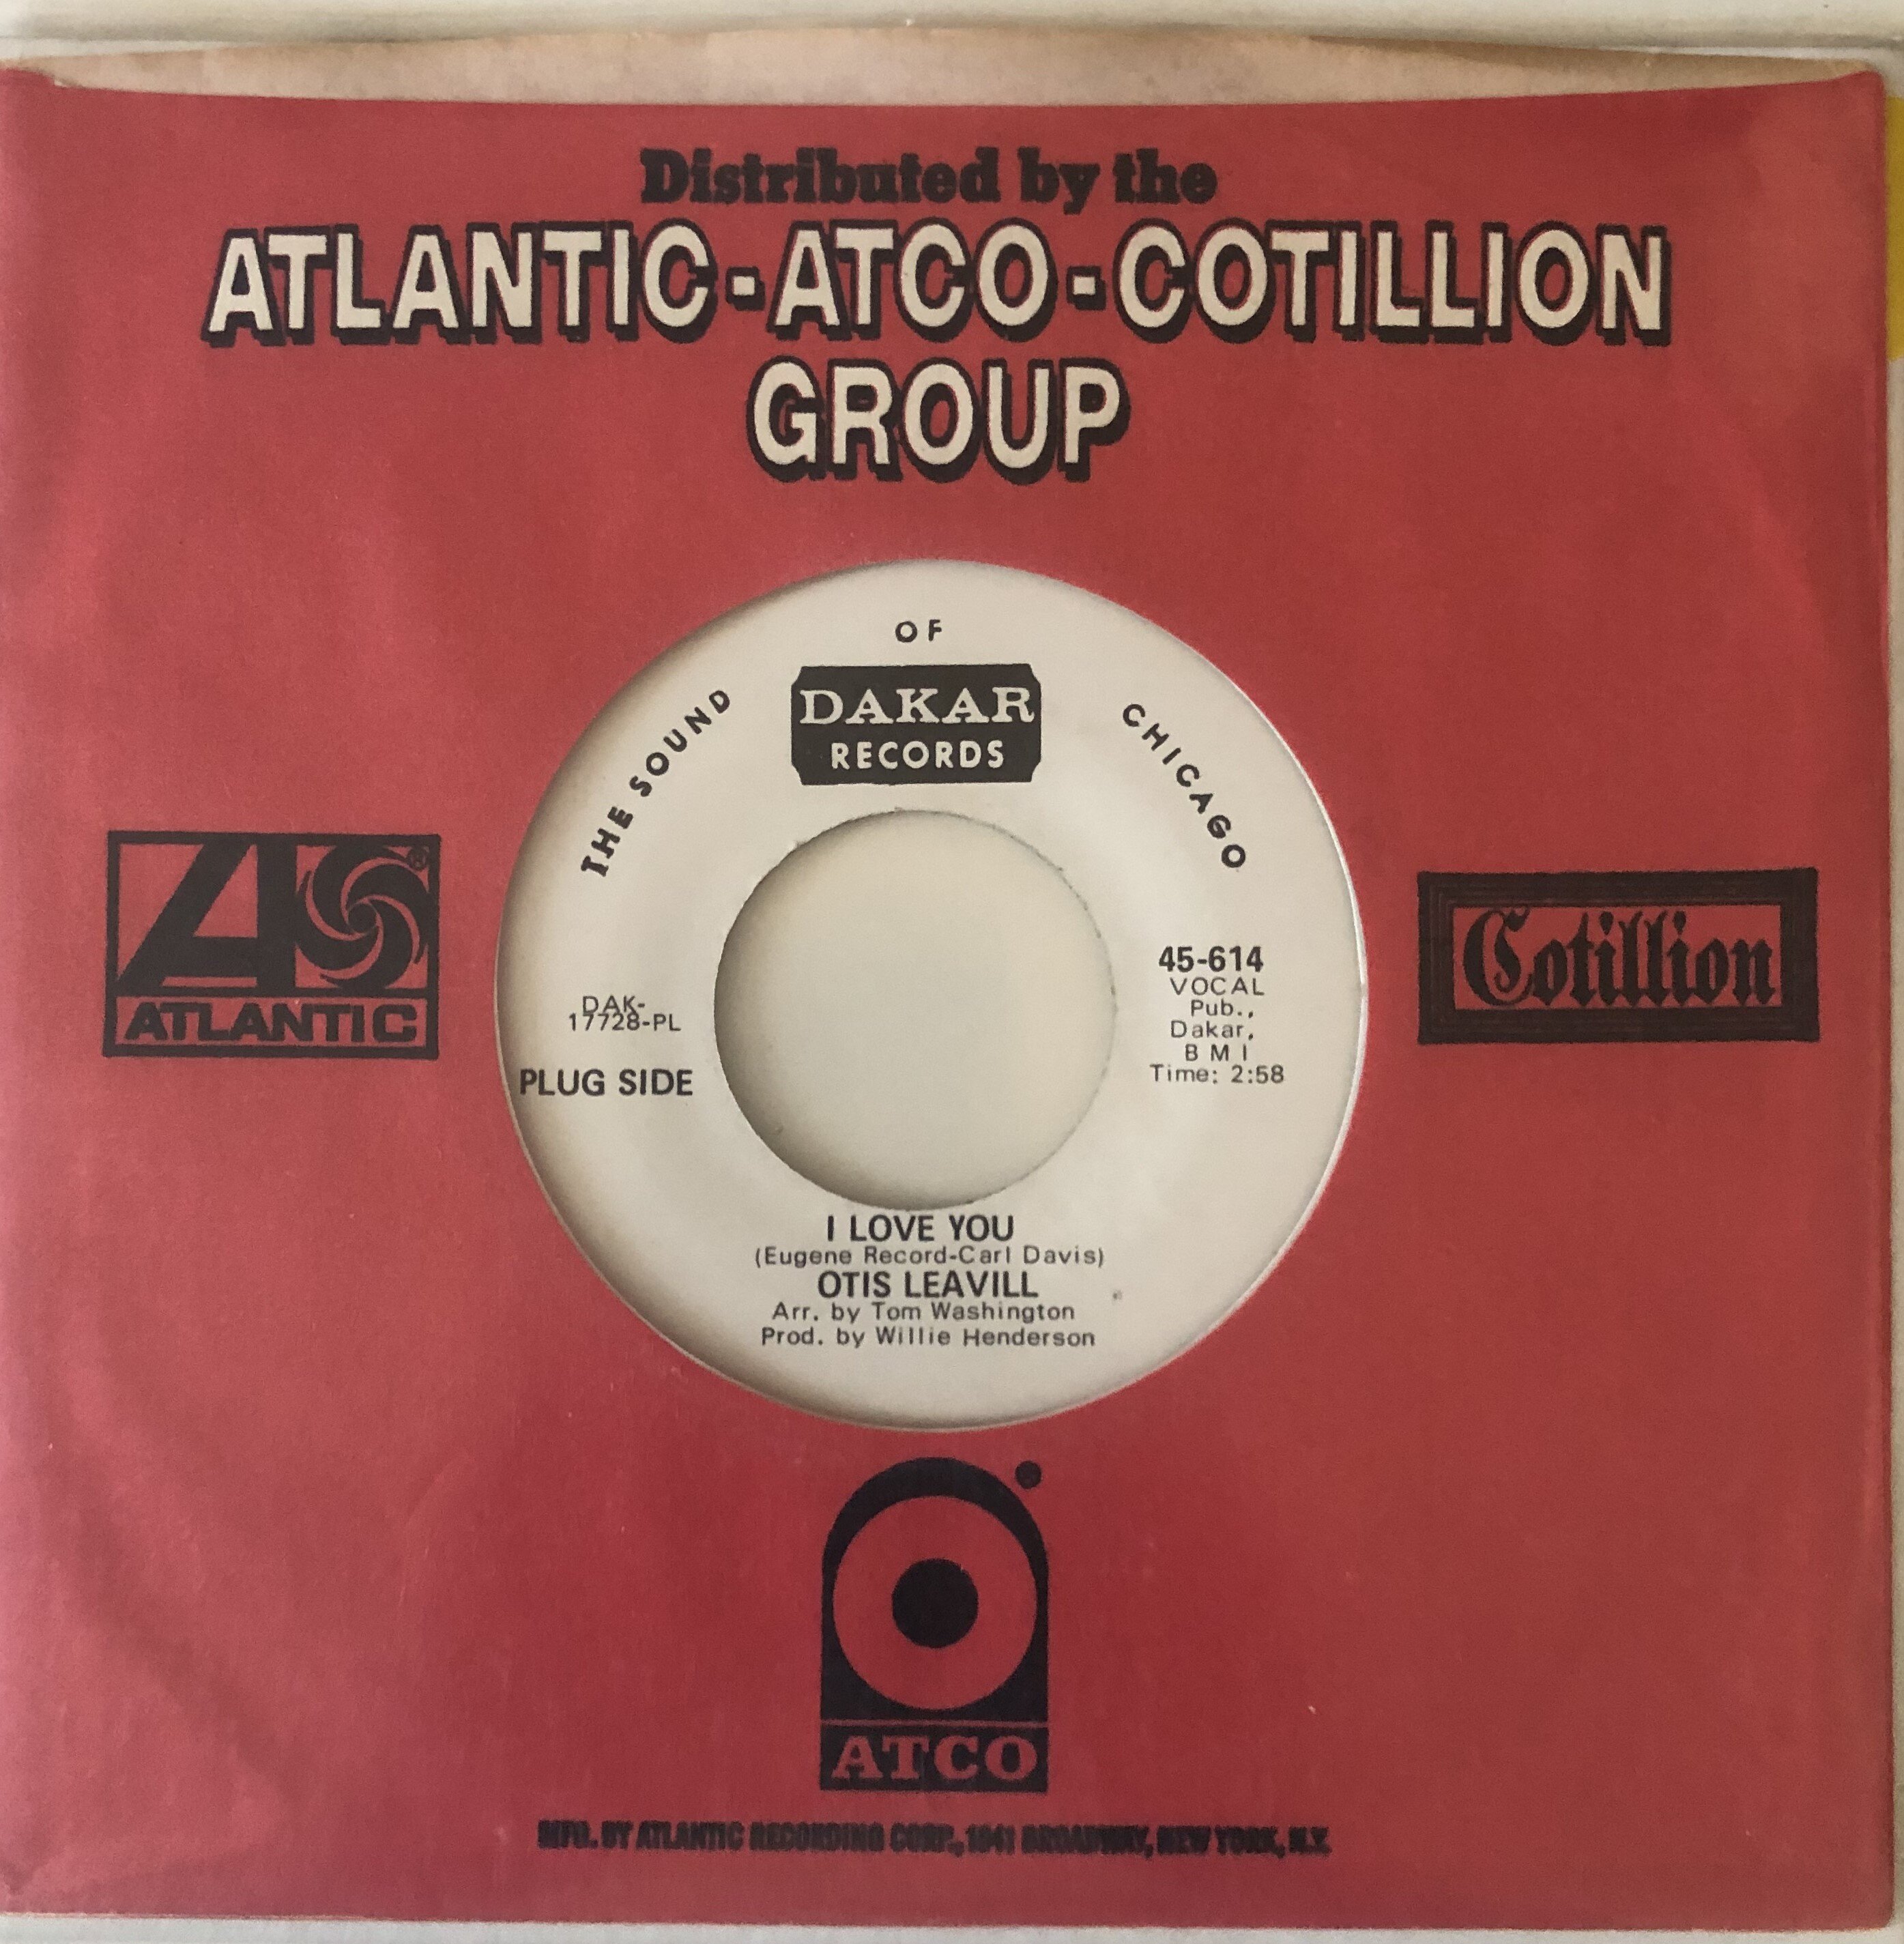 Distributed by the
ATLANTIC-ATCO-COTILLION
GROUP
THE SOUND OF CHICAGO
DAKAR
RECORDS
ATLANTIC
®
Cotillion
DAK-
17728-PL
PLUG SIDE
45-614
VOCAL
Pub.,
Dakar,
B M I
Time: 2:58
I LOVE YOU
(Eugene Record-Carl Davis)
OTIS LEAVILL
Arr. by Tom Washington
Prod. by Willie Henderson
ATCO
MFD. BY ATLANTIC RECORDING CORP., 1841 BROADWAY, NEW YORK, N.Y.